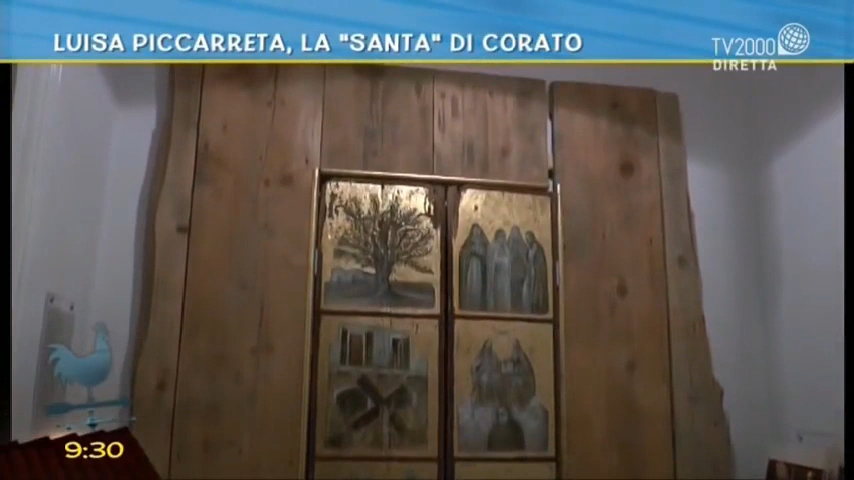 LUISA PICCARRETA, LA "SANTA" DI CORATO
TV2000
DIRETTA
9:30